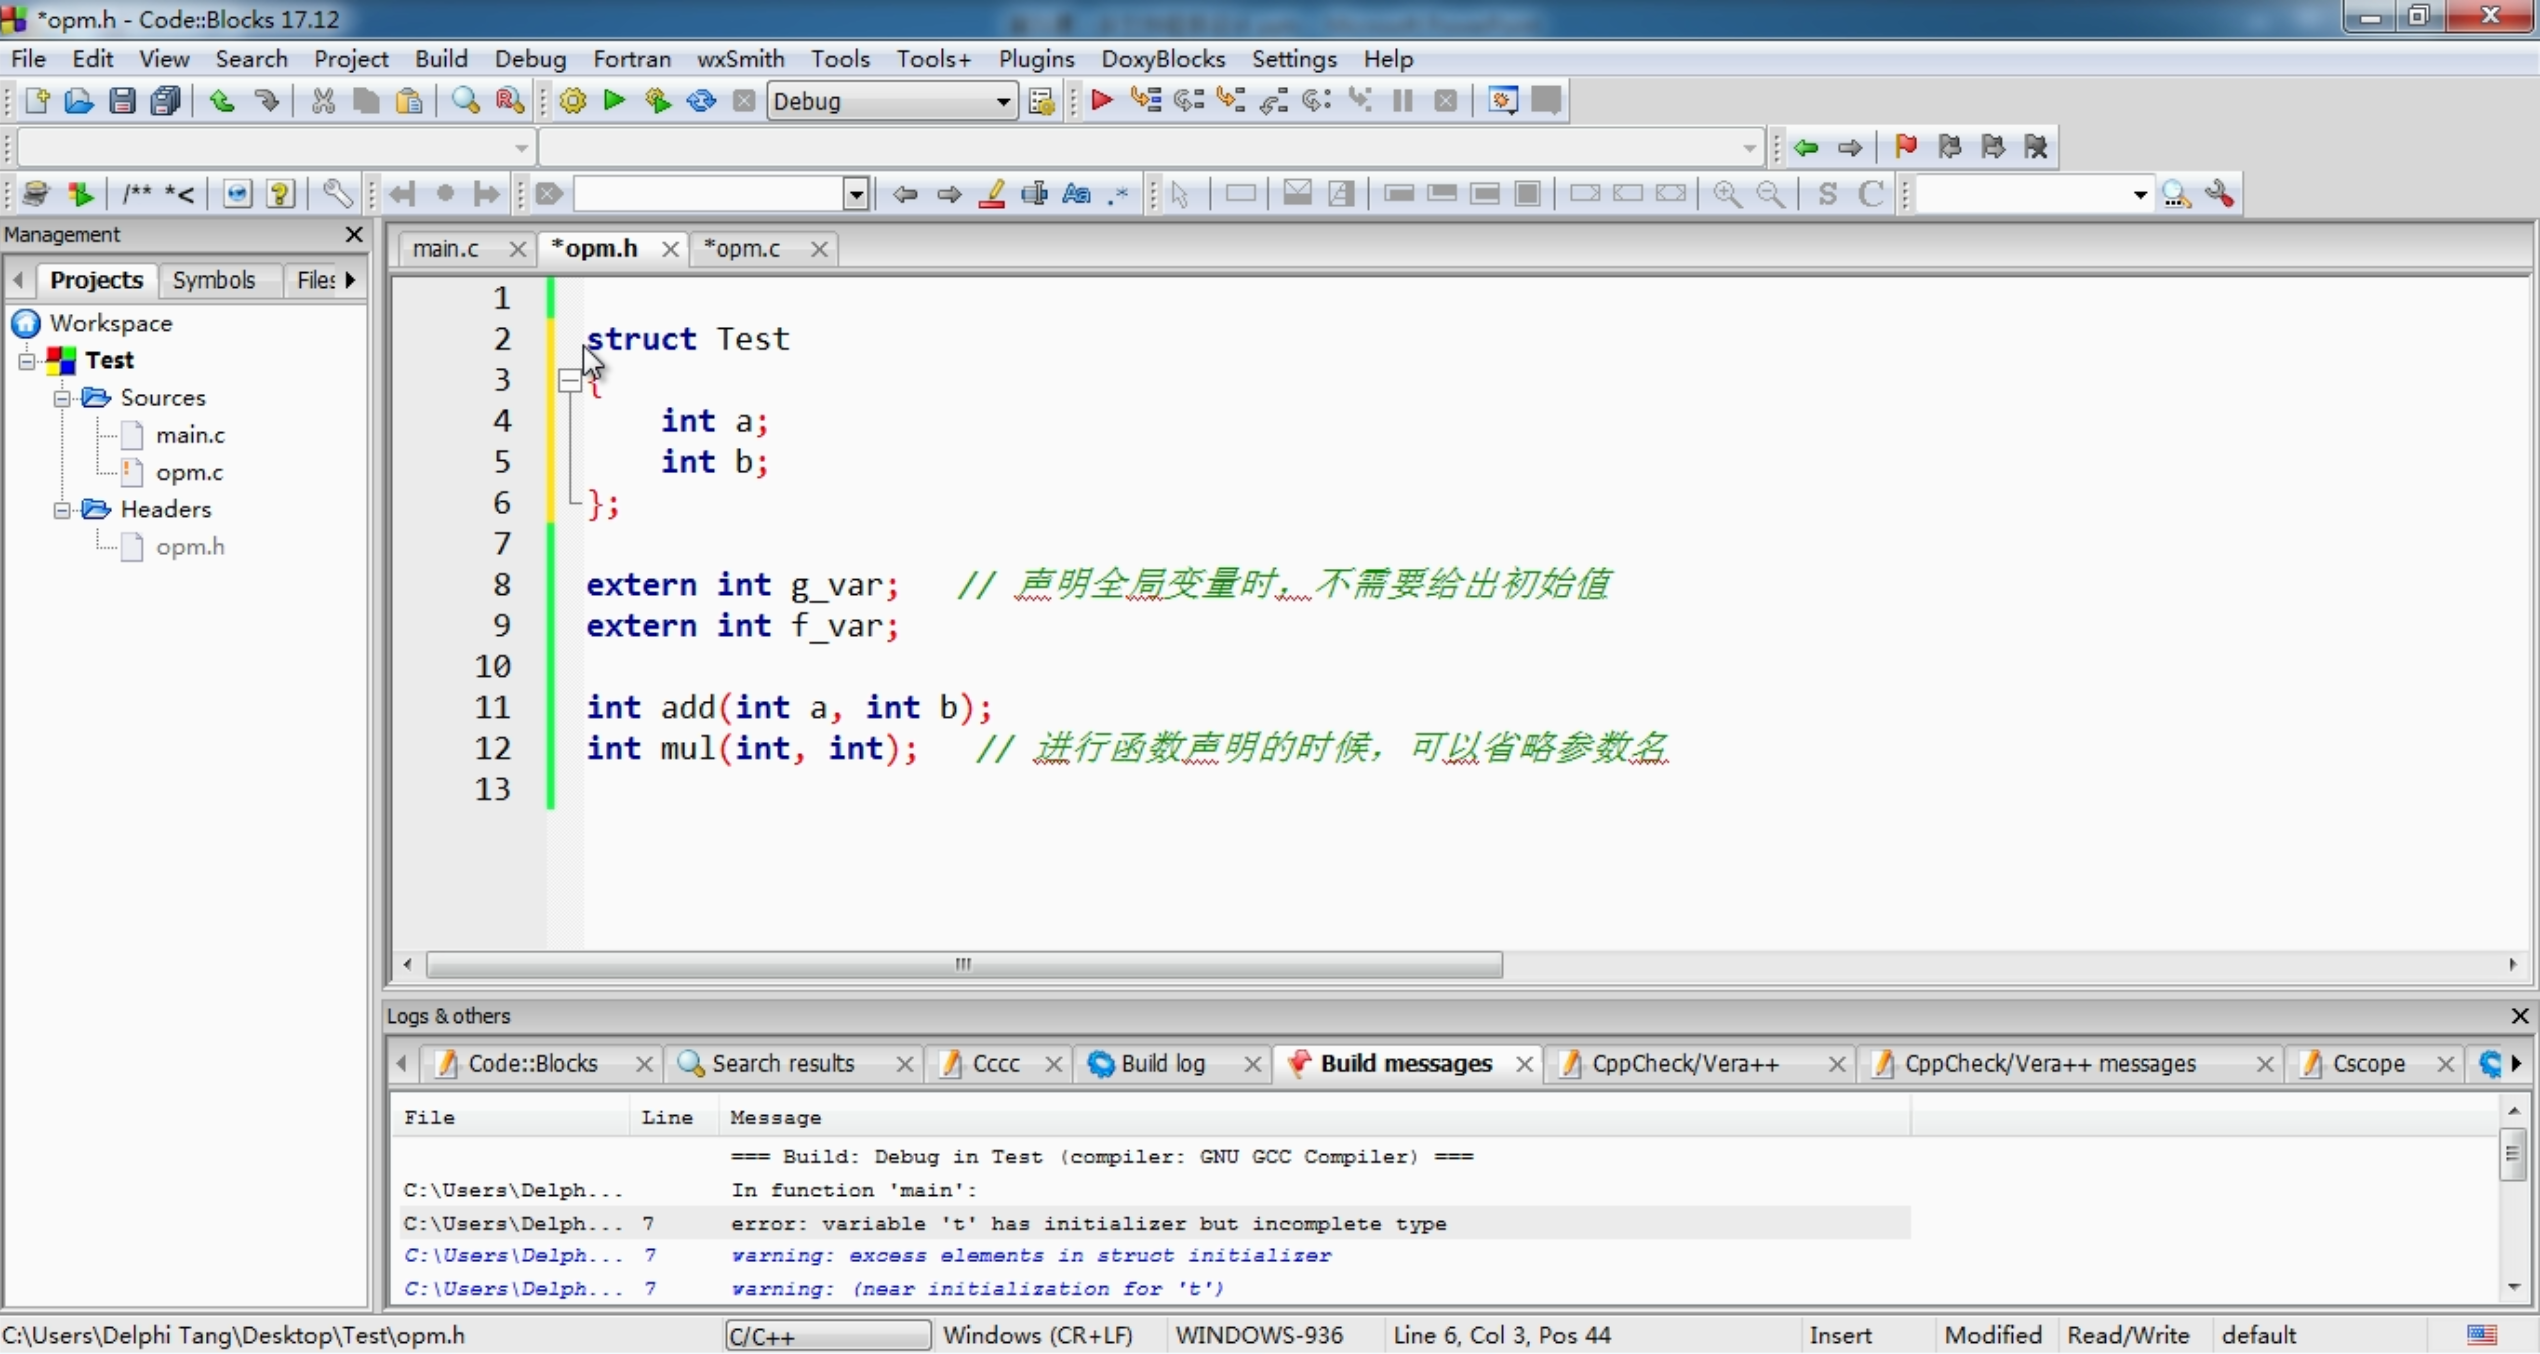 *opm.h - Code::Blocks 17.12
File Edit View Search Project Build Debug Fortran wxSmith Tools Tools+ Plugins DoxyBlocks Settings Help
Debug
/** *<
Aa .*
S C
Management
Projects Symbols Files
main.c *opm.h *opm.c
Workspace
Test
Sources
main.c
opm.c
Headers
opm.h
1
2 struct Test
3 {
4 int a;
5 int b;
6 };
7
8 extern int g_var; // 声明全局变量时，不需要给出初始值
9 extern int f_var;
10
11 int add(int a, int b);
12 int mul(int, int); // 进行函数声明的时候，可以省略参数名
13
Logs & others
Code::Blocks Search results Cccc Build log Build messages CppCheck/Vera++ CppCheck/Vera++ messages Cscope
File Line Message
=== Build: Debug in Test (compiler: GNU GCC Compiler) ===
C:\Users\Delph... In function 'main':
C:\Users\Delph... 7 error: variable 't' has initializer but incomplete type
C:\Users\Delph... 7 warning: excess elements in struct initializer
C:\Users\Delph... 7 warning: (near initialization for 't')
C:\Users\Delphi Tang\Desktop\Test\opm.h C/C++ Windows (CR+LF) WINDOWS-936 Line 6, Col 3, Pos 44 Insert Modified Read/Write default